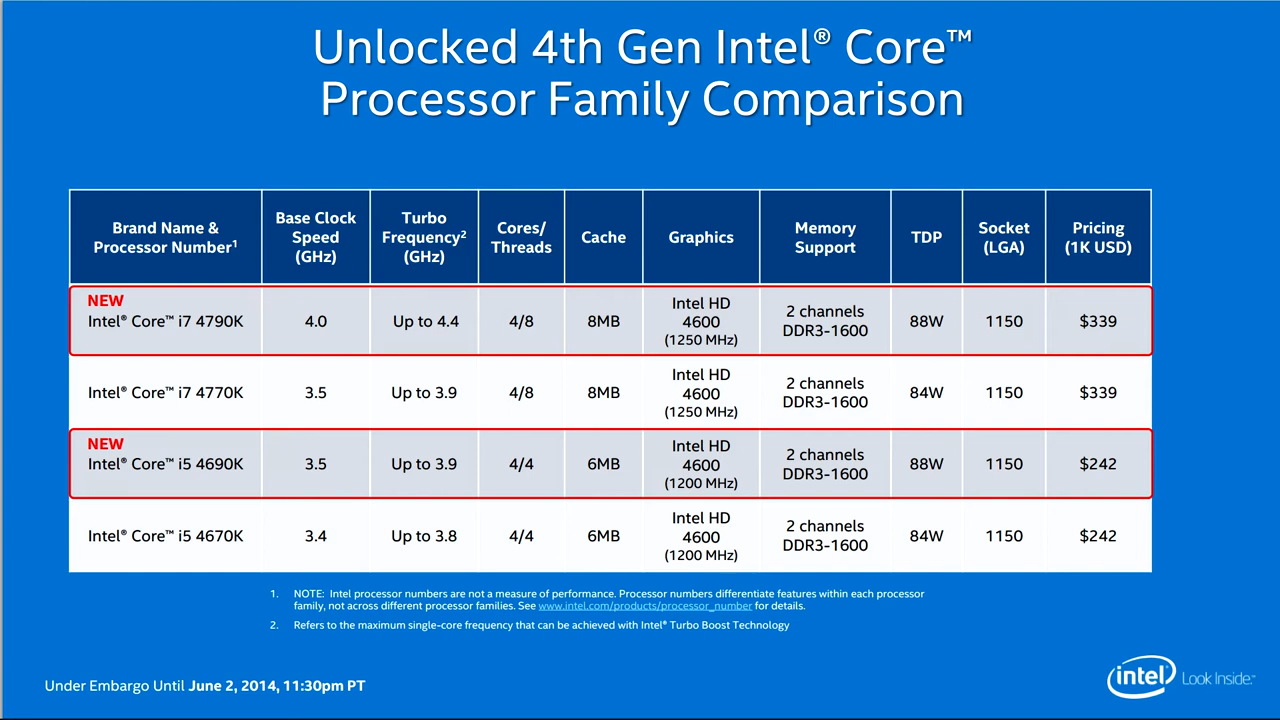 Unlocked 4th Gen Intel® Core™
Processor Family Comparison
Brand Name &
Processor Number1
Base Clock
Speed
(GHz)
Turbo
Frequency2
(GHz)
Cores/
Threads
Cache
Graphics
Memory
Support
TDP
Socket
(LGA)
Pricing
(1K USD)
NEW
Intel® Core™ i7 4790K
4.0
Up to 4.4
4/8
8MB
Intel HD
4600
(1250 MHz)
2 channels
DDR3-1600
88W
1150
$339
Intel® Core™ i7 4770K
3.5
Up to 3.9
4/8
8MB
Intel HD
4600
(1250 MHz)
2 channels
DDR3-1600
84W
1150
$339
NEW
Intel® Core™ i5 4690K
3.5
Up to 3.9
4/4
6MB
Intel HD
4600
(1200 MHz)
2 channels
DDR3-1600
88W
1150
$242
Intel® Core™ i5 4670K
3.4
Up to 3.8
4/4
6MB
Intel HD
4600
(1200 MHz)
2 channels
DDR3-1600
84W
1150
$242
1. NOTE: Intel processor numbers are not a measure of performance. Processor numbers differentiate features within each processor
family, not across different processor families. See www.intel.com/products/processor_number for details.
2. Refers to the maximum single-core frequency that can be achieved with Intel® Turbo Boost Technology
Under Embargo Until June 2, 2014, 11:30pm PT
intel Look Inside.™